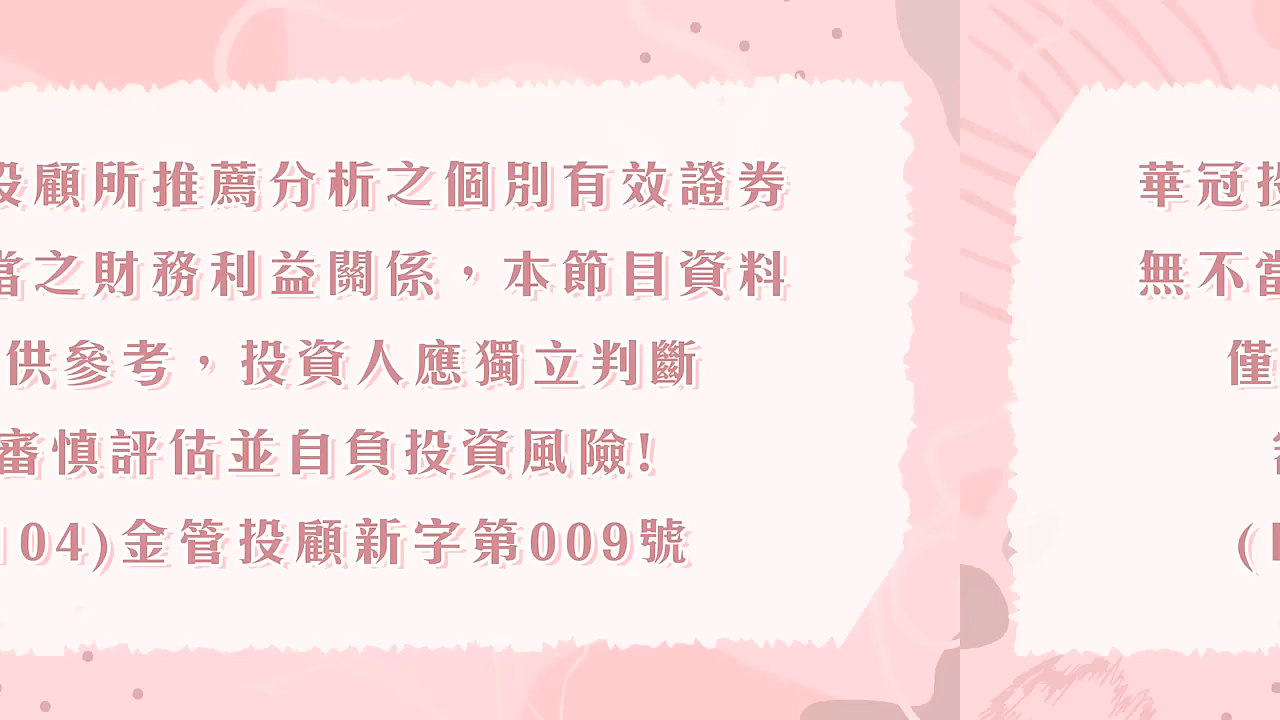 投顧所推薦分析之個別有效證券
當之財務利益關係，本節目資料
供參考，投資人應獨立判斷
審慎評估並自負投資風險!
04)金管投顧新字第009號
華冠投
無不當
僅
(